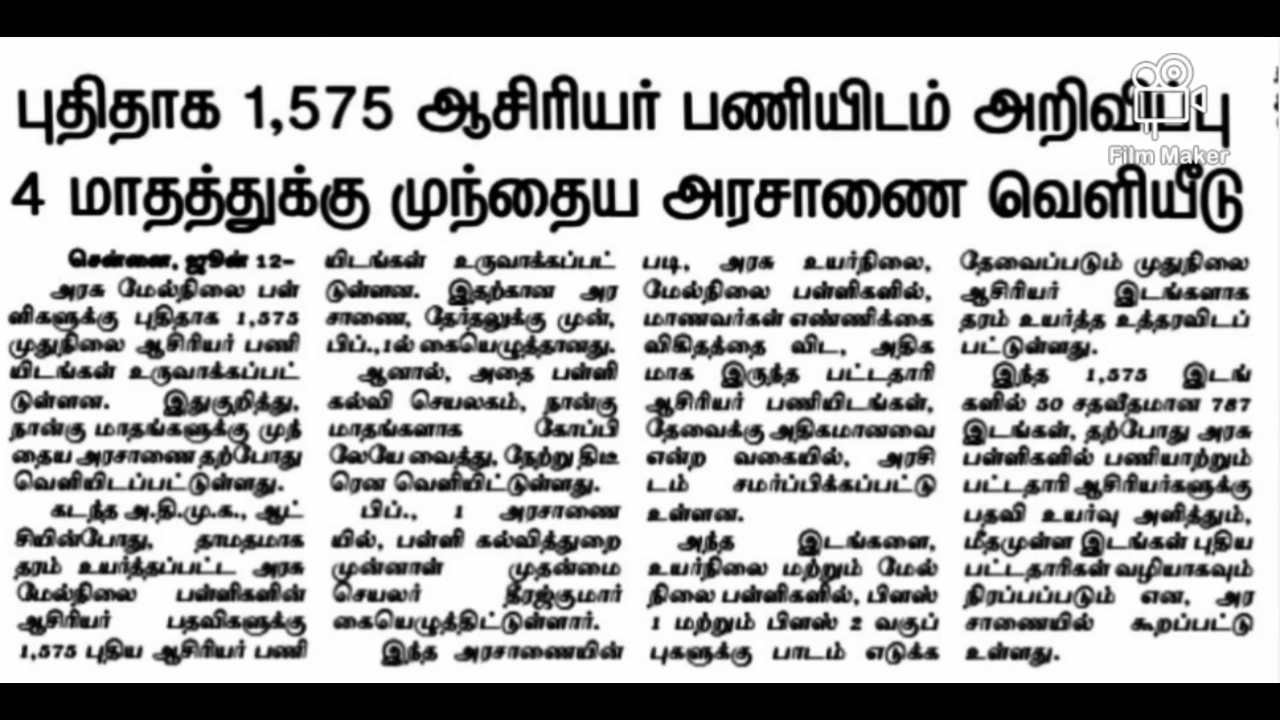 புதிதாக 1,575 ஆசிரியர் பணியிடம் அறிவிப்பு
4 மாதத்துக்கு முந்தைய அரசாணை வெளியீடு
Film Maker
சென்னை, ஜூன் 12-
அரசு மேல்நிலை பள்
ளிகளுக்கு புதிதாக 1,575
முதுநிலை ஆசிரியர் பணி
யிடங்கள் உருவாக்கப்பட்
டுள்ளன. இதுகுறித்து,
நான்கு மாதங்களுக்கு முந்
தைய அரசாணை தற்போது
வெளியிடப்பட்டுள்ளது.
கடந்த அ.தி.மு.க., ஆட்
சியின்போது, தாமதமாக
தரம் உயர்த்தப்பட்ட அரசு
மேல்நிலை பள்ளிகளின்
ஆசிரியர் பதவிகளுக்கு
1,575 புதிய ஆசிரியர் பணி
யிடங்கள் உருவாக்கப்பட்
டுள்ளன. இதற்கான அர
சாணை, தேர்தலுக்கு முன்,
பிப்.,1ல் கையெழுத்தானது.
ஆனால், அதை பள்ளி
கல்வி செயலகம், நான்கு
மாதங்களாக கோப்பி
லேயே வைத்து, நேற்று திடீ
ரென வெளியிட்டுள்ளது.
பிப்., 1 அரசாணை
யில், பள்ளி கல்வித்துறை
முன்னாள் முதன்மை
செயலர் தீரஜ்குமார்
கையெழுத்திட்டுள்ளார்.
இந்த அரசாணையின்
படி, அரசு உயர்நிலை,
மேல்நிலை பள்ளிகளில்,
மாணவர்கள் எண்ணிக்கை
விகிதத்தை விட, அதிக
மாக இருந்த பட்டதாரி
ஆசிரியர் பணியிடங்கள்,
தேவைக்கு அதிகமானவை
என்ற வகையில், அரசி
டம் சமர்ப்பிக்கப்பட்டு
உள்ளன.
அந்த இடங்களை,
உயர்நிலை மற்றும் மேல்
நிலை பள்ளிகளில், பிளஸ்
1 மற்றும் பிளஸ் 2 வகுப்
புகளுக்கு பாடம் எடுக்க
தேவைப்படும் முதுநிலை
ஆசிரியர் இடங்களாக
தரம் உயர்த்த உத்தரவிடப்
பட்டுள்ளது.
இந்த 1,575 இடங்
களில் 50 சதவீதமான 787
இடங்கள், தற்போது அரசு
பள்ளிகளில் பணியாற்றும்
பட்டதாரி ஆசிரியர்களுக்கு
பதவி உயர்வு அளித்தும்,
மீதமுள்ள இடங்கள் புதிய
பட்டதாரிகள் வழியாகவும்
நிரப்பப்படும் என, அர
சாணையில் கூறப்பட்டு
உள்ளது.